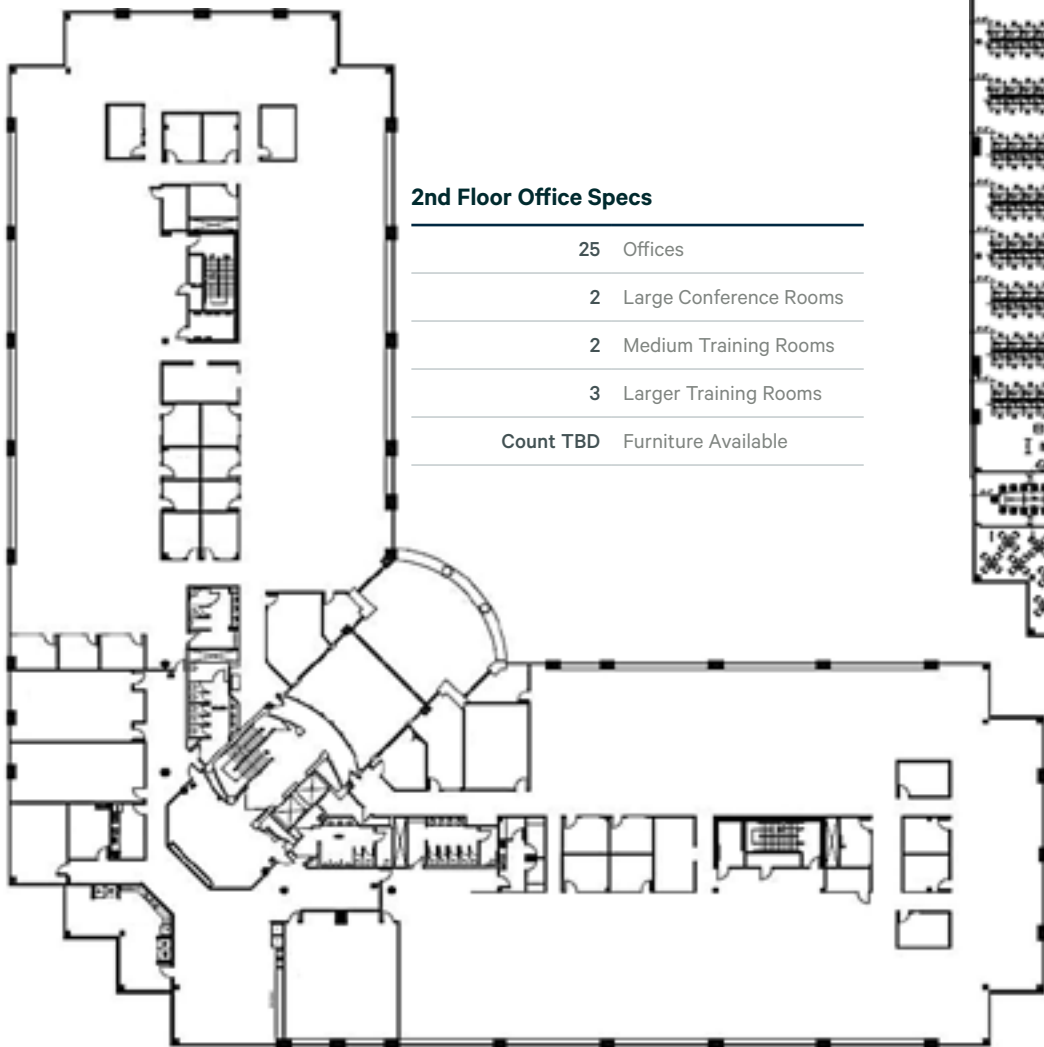 2nd Floor Office Specs
25 Offices
2 Large Conference Rooms
2 Medium Training Rooms
3 Larger Training Rooms
Count TBD Furniture Available